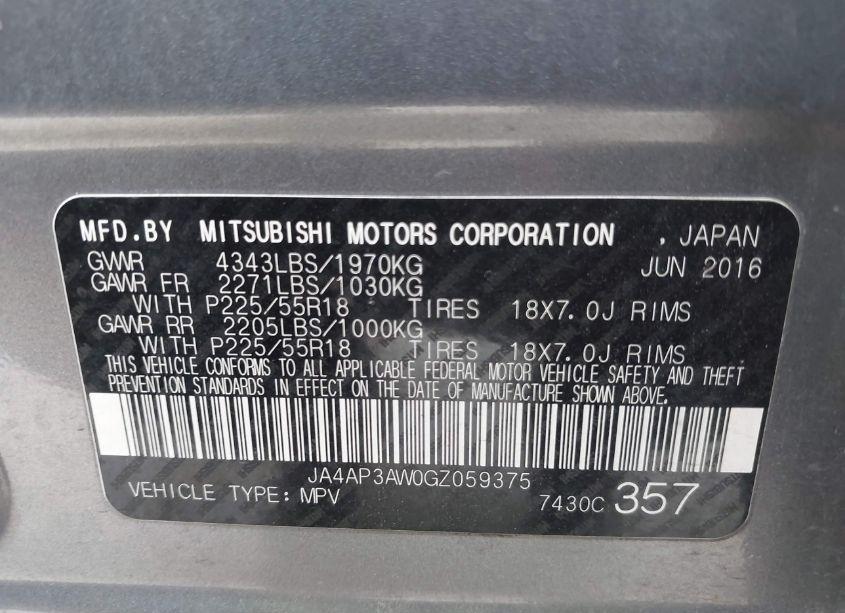 MFD.BY MITSUBISHI MOTORS CORPORATION , JAPAN
GVWR 4343LBS/1970KG JUN 2016
GAWR FR 2271LBS/1030KG
WITH P225/55R18 TIRES 18X7.0J RIMS
GAWR RR 2205LBS/1000KG
WITH P225/55R18 TIRES 18X7.0J RIMS
THIS VEHICLE CONFORMS TO ALL APPLICABLE FEDERAL MOTOR VEHICLE SAFETY AND THEFT
PREVENTION STANDARDS IN EFFECT ON THE DATE OF MANUFACTURE SHOWN ABOVE.
JA4AP3AW0GZ059375
VEHICLE TYPE: MPV 7430C 357